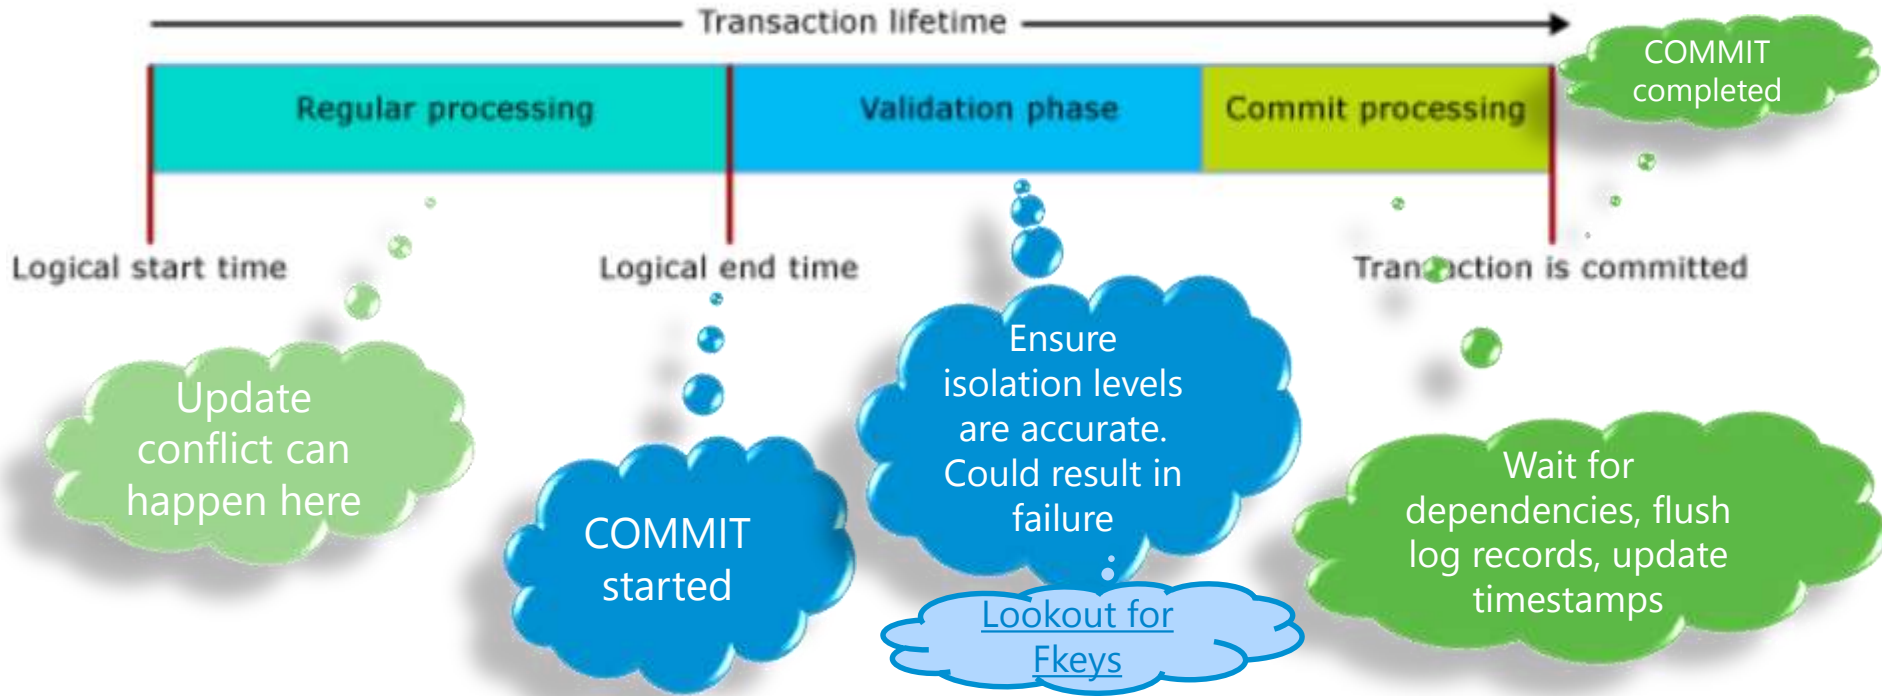 Transaction lifetime
COMMIT
completed
Regular processing
Validation phase
Commit processing
Logical start time
Logical end time
Transaction is committed
Update
conflict can
happen here
COMMIT
started
Ensure
isolation levels
are accurate.
Could result in
failure
Lookout for
Fkeys
Wait for
dependencies, flush
log records, update
timestamps